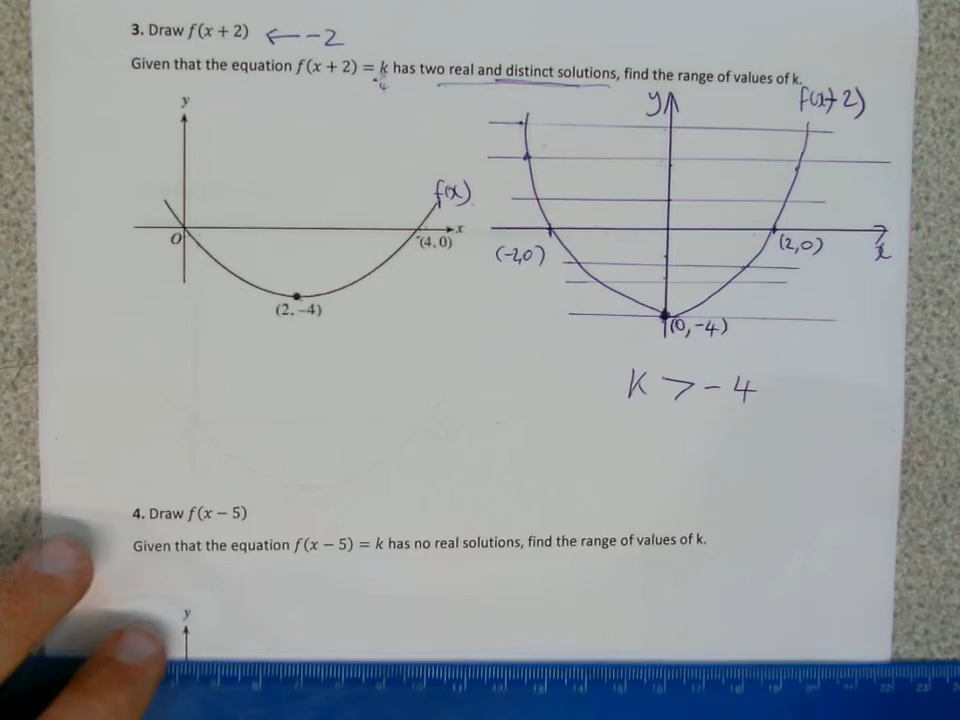 3. Draw f(x + 2) ← -2
Given that the equation f(x + 2) = k has two real and distinct solutions, find the range of values of k.
-4
y
y
f(x+2)
f(x)
O
(4, 0)
x
(-2,0)
(2,0)
x
(2, -4)
(0, -4)
K > -4
4. Draw f(x − 5)
Given that the equation f(x − 5) = k has no real solutions, find the range of values of k.
y